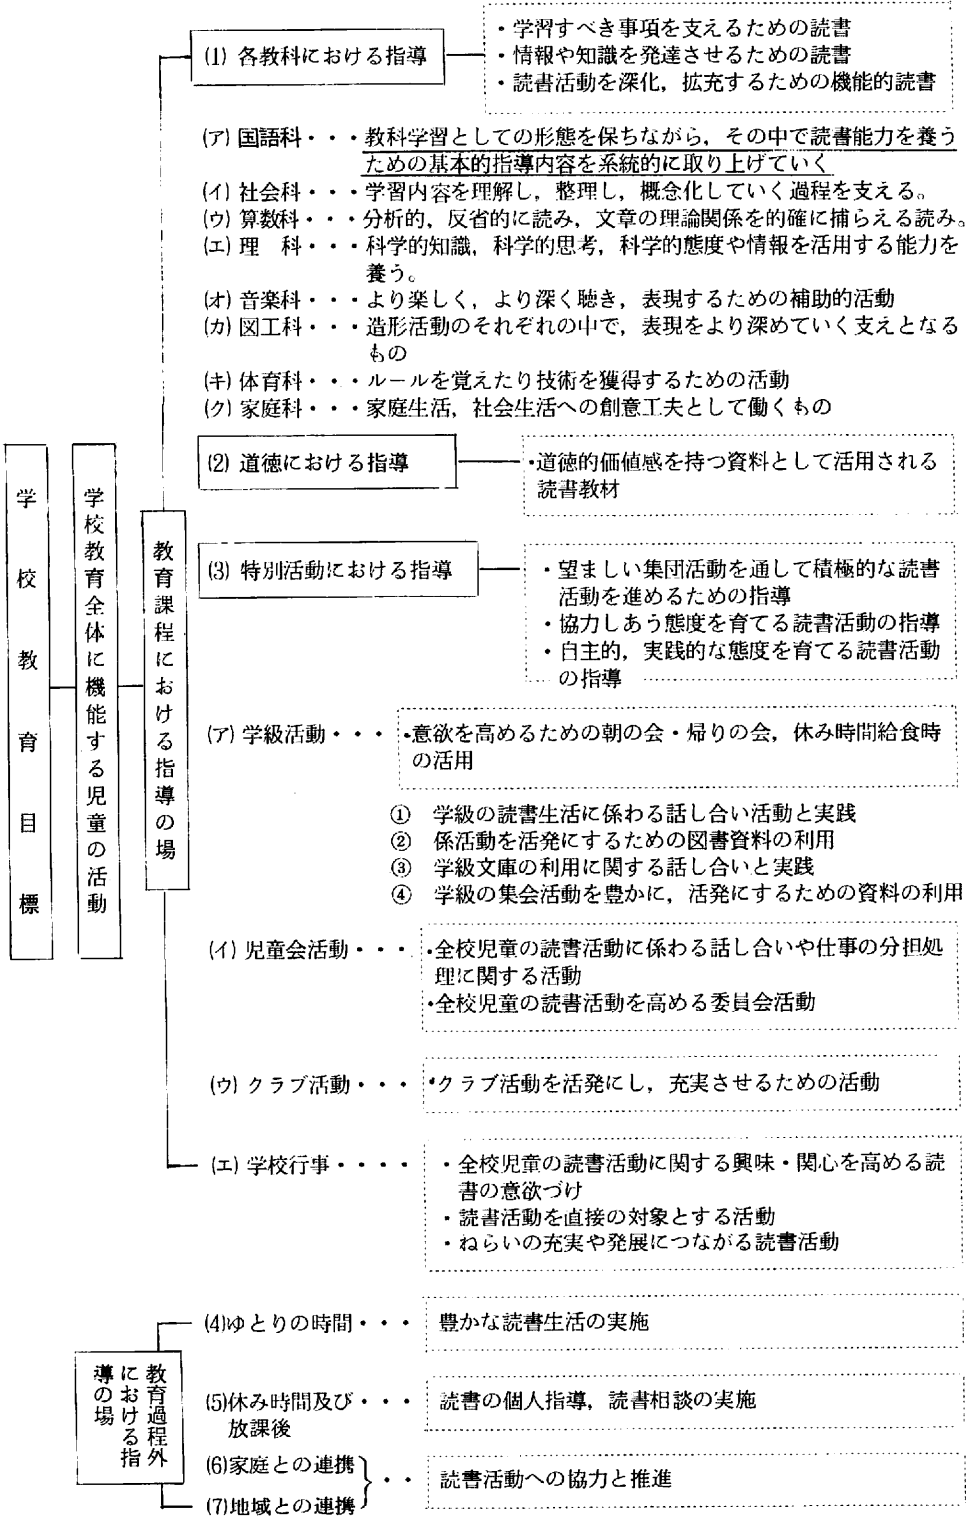 (1) 各教科における指導
・学習すべき事項を支えるための読書
・情報や知識を発達させるための読書
・読書活動を深化，拡充するための機能的読書
(ア) 国語科・・・教科学習としての形態を保ちながら，その中で読書能力を養う
ための基本的指導内容を系統的に取り上げていく
(イ) 社会科・・・学習内容を理解し，整理し，概念化していく過程を支える。
(ウ) 算数科・・・分析的，反省的に読み，文章の理論関係を的確に捕らえる読み。
(エ) 理　科・・・科学的知識，科学的思考，科学的態度や情報を活用する能力を
養う。
(オ) 音楽科・・・より楽しく，より深く聴き，表現するための補助的活動
(カ) 図工科・・・造形活動のそれぞれの中で，表現をより深めていく支えとなる
もの
(キ) 体育科・・・ルールを覚えたり技術を獲得するための活動
(ク) 家庭科・・・家庭生活，社会生活への創意工夫として働くもの
学校教育目標
学校教育全体に機能する児童の活動
教育課程における指導の場
(2) 道徳における指導
・道徳的価値感を持つ資料として活用される
読書教材
(3) 特別活動における指導
・望ましい集団活動を通して積極的な読書
活動を進めるための指導
・協力しあう態度を育てる読書活動の指導
・自主的，実践的な態度を育てる読書活動
の指導
(ア) 学級活動・・・
・意欲を高めるための朝の会・帰りの会，休み時間給食時
の活用
①　学級の読書生活に係わる話し合い活動と実践
②　係活動を活発にするための図書資料の利用
③　学級文庫の利用に関する話し合いと実践
④　学級の集会活動を豊かに，活発にするための資料の利用
(イ) 児童会活動・・・
・全校児童の読書活動に係わる話し合いや仕事の分担処
理に関する活動
・全校児童の読書活動を高める委員会活動
(ウ) クラブ活動・・・
・クラブ活動を活発にし，充実させるための活動
(エ) 学校行事・・・・
・全校児童の読書活動に関する興味・関心を高める読
書の意欲づけ
・読書活動を直接の対象とする活動
・ねらいの充実や発展につながる読書活動
教育過程外
における指
導の場
(4)ゆとりの時間・・・
豊かな読書生活の実施
(5)休み時間及び・・・
放課後
読書の個人指導，読書相談の実施
(6)家庭との連携
(7)地域との連携
・・
読書活動への協力と推進